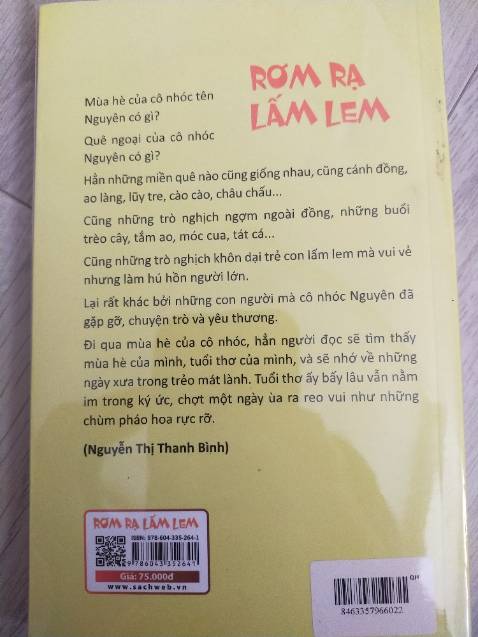 RƠM RẠ
LẤM LEM
Mùa hè của cô nhóc tên
Nguyên có gì?
Quê ngoại của cô nhóc
Nguyên có gì?
Hẳn những miền quê nào cũng giống nhau, cũng cánh đồng,
ao làng, lũy tre, cào cào, châu chấu...
Cũng những trò nghịch ngợm ngoài đồng, những buổi
trèo cây, tắm ao, móc cua, tát cá...
Cũng những trò nghịch khôn dại trẻ con lấm lem mà vui vẻ
nhưng làm hú hồn người lớn.
Lại rất khác bởi những con người mà cô nhóc Nguyên đã
gặp gỡ, chuyện trò và yêu thương.
Đi qua mùa hè của cô nhóc, hẳn người đọc sẽ tìm thấy
mùa hè của mình, tuổi thơ của mình, và sẽ nhớ về những
ngày xưa trong trẻo mát lành. Tuổi thơ ấy bấy lâu vẫn nằm
im trong ký ức, chợt một ngày ùa ra reo vui như những
chùm pháo hoa rực rỡ.
(Nguyễn Thị Thanh Bình)
RƠM RẠ LẤM LEM
ISBN: 978-604-335-264-1
9 786043 352641
Giá: 75.000đ
www.sachweb.vn
QH
8463357966022